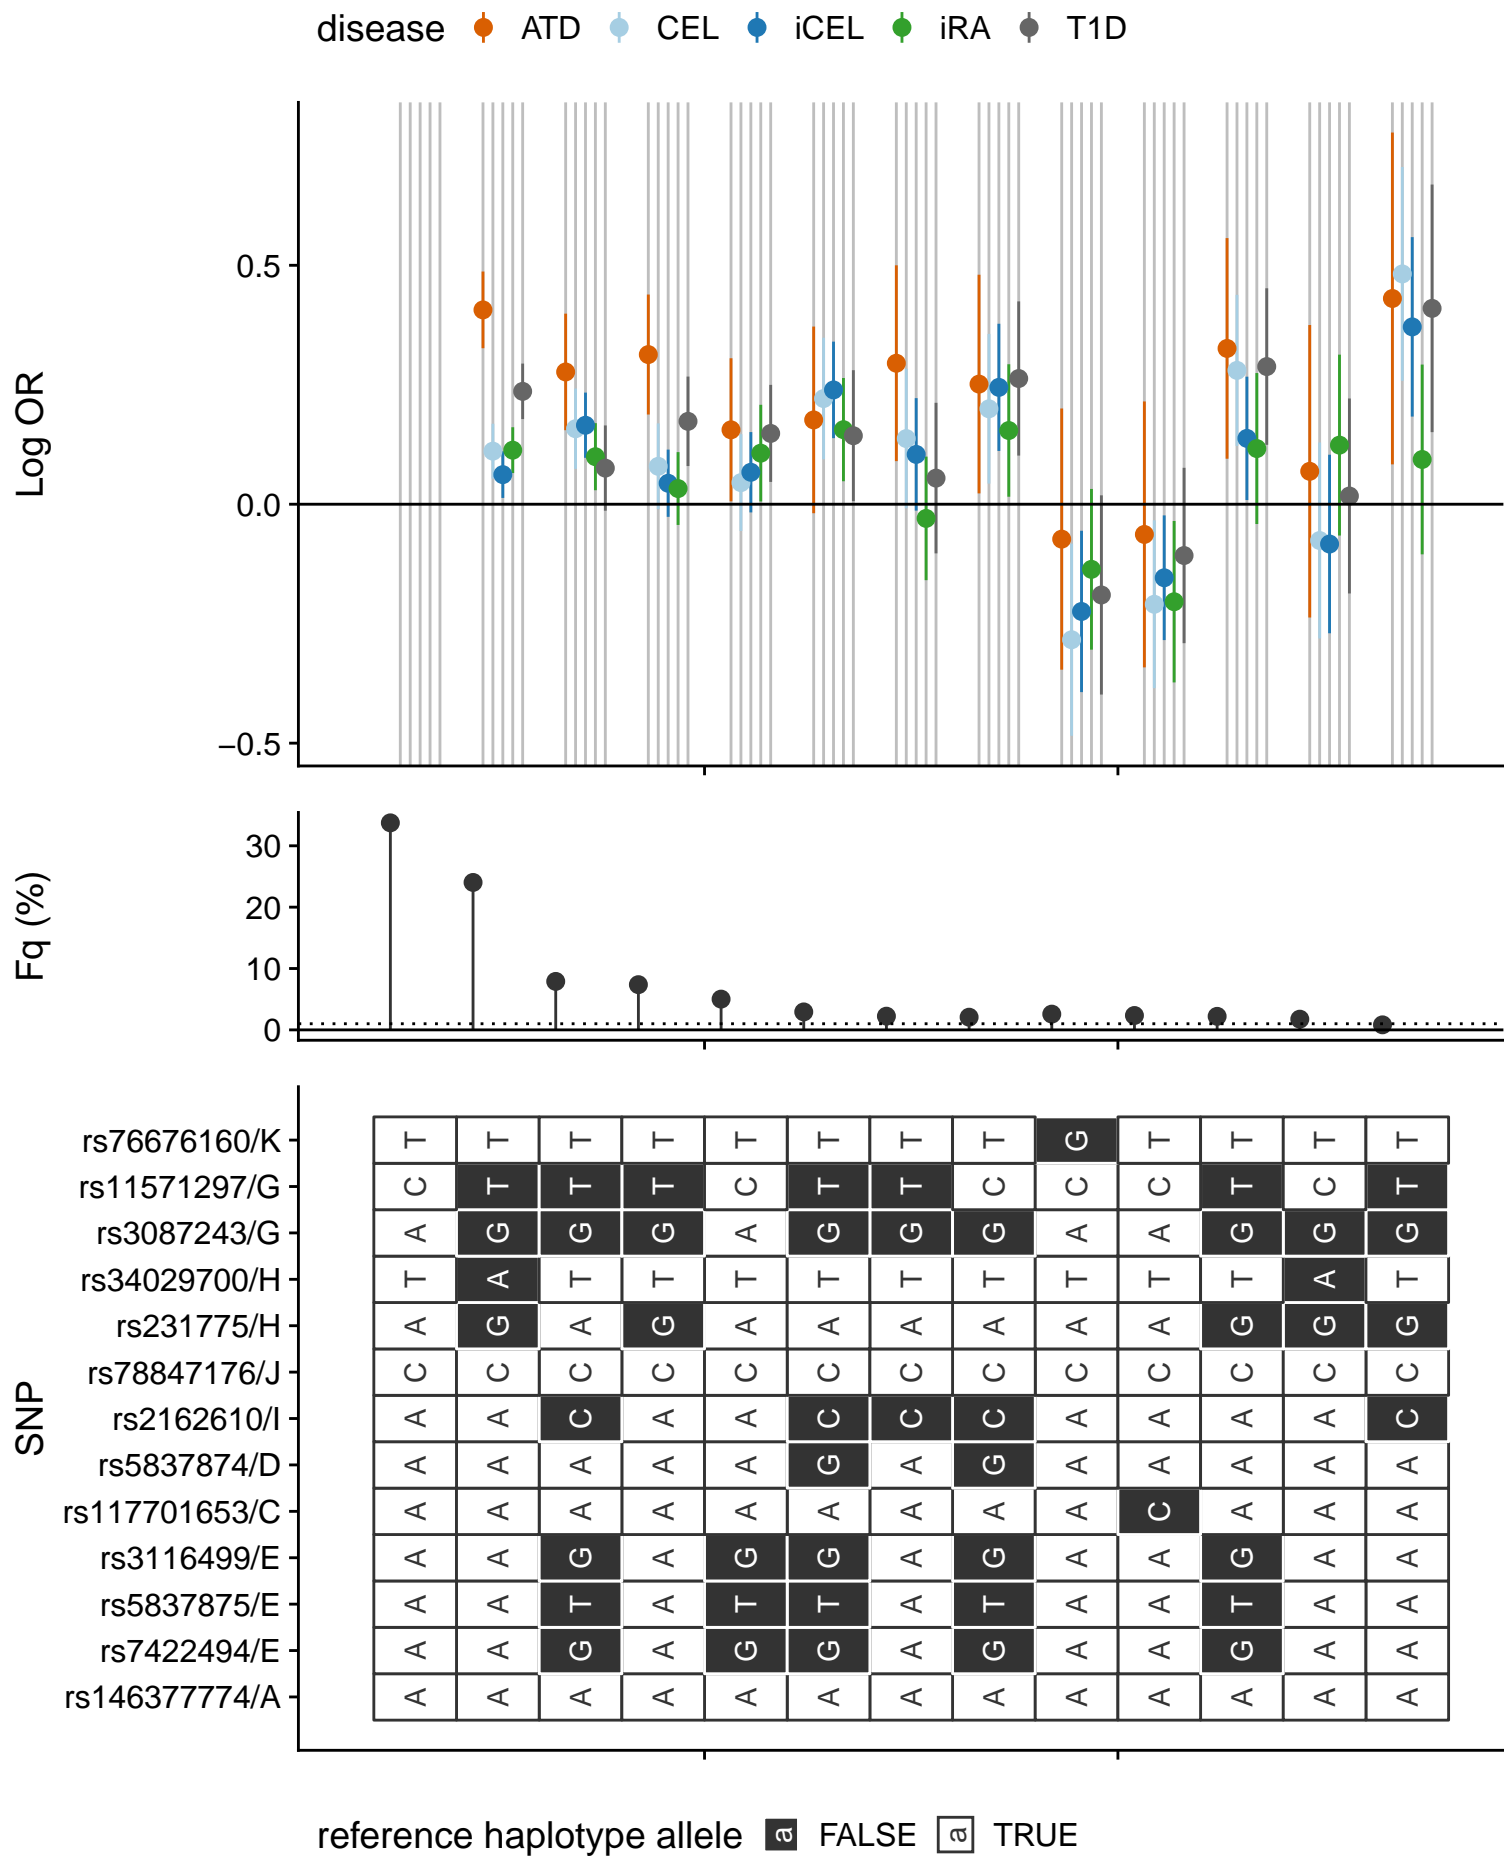 disease ATD CEL iCEL iRA T1D
Log OR
0.5
0.0
−0.5
Fq (%)
30
20
10
0
SNP
rs76676160/K T T T T T T T T G T T T T
rs11571297/G C T T T C T T C C C T C T
rs3087243/G A G G G A G G G A A G G G
rs34029700/H T A T T T T T T T T T A T
rs231775/H A G A G A A A A A A G G G
rs78847176/J C C C C C C C C C C C C C
rs2162610/I A A C A A C C C A A A A C
rs5837874/D A A A A A G A G A A A A A
rs117701653/C A A A A A A A A A C A A A
rs3116499/E A A G A G G A G A A G A A
rs5837875/E A A T A T T A T A A T A A
rs7422494/E A A G A G G A G A A G A A
rs146377774/A A A A A A A A A A A A A A
reference haplotype allele a FALSE a TRUE